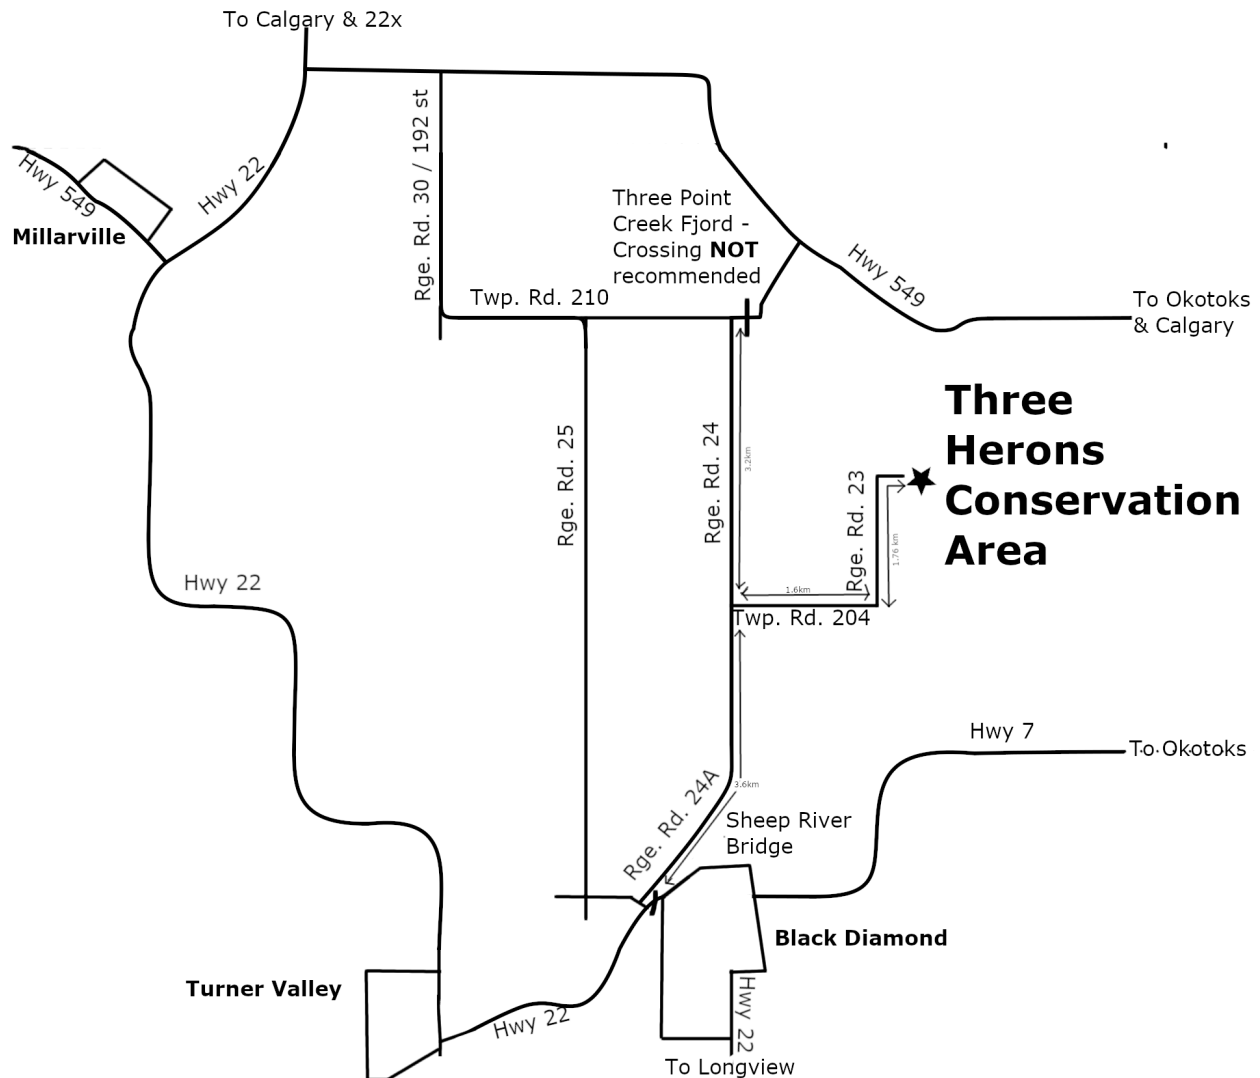 To Calgary & 22x
Rge. Rd. 30 / 192 st
Hwy 22
Hwy 549
Millarville
Three Point
Creek Fjord -
Crossing NOT
recommended
Hwy 549
Twp. Rd. 210
To Okotoks
& Calgary
Three
Herons
Conservation
Area
Rge. Rd. 25
Rge. Rd. 24
3.2km
Rge. Rd. 23
1.76 km
1.6km
Twp. Rd. 204
Hwy 22
Hwy 7
To Okotoks
Rge. Rd. 24A
3.6km
Sheep River
Bridge
Black Diamond
Turner Valley
Hwy 22
Hwy 22
To Longview